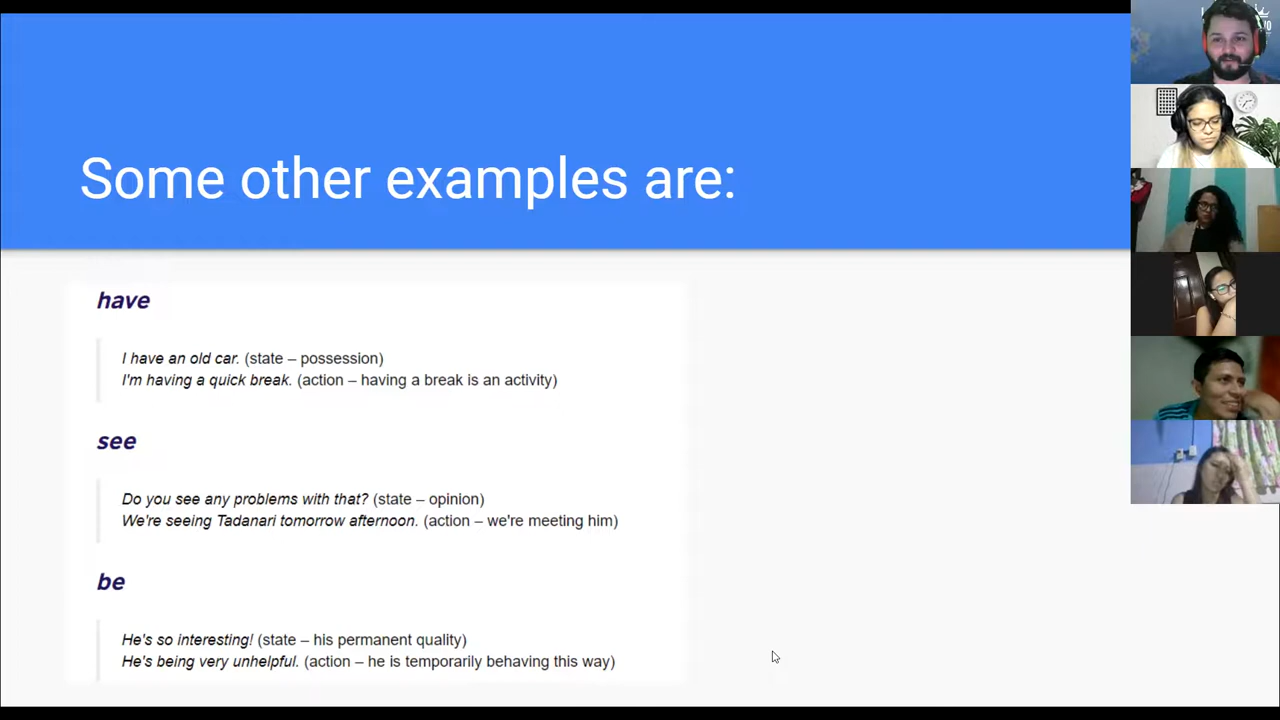 Some other examples are:
have
I have an old car. (state – possession)
I'm having a quick break. (action – having a break is an activity)
see
Do you see any problems with that? (state – opinion)
We're seeing Tadanari tomorrow afternoon. (action – we're meeting him)
be
He's so interesting! (state – his permanent quality)
He's being very unhelpful. (action – he is temporarily behaving this way)